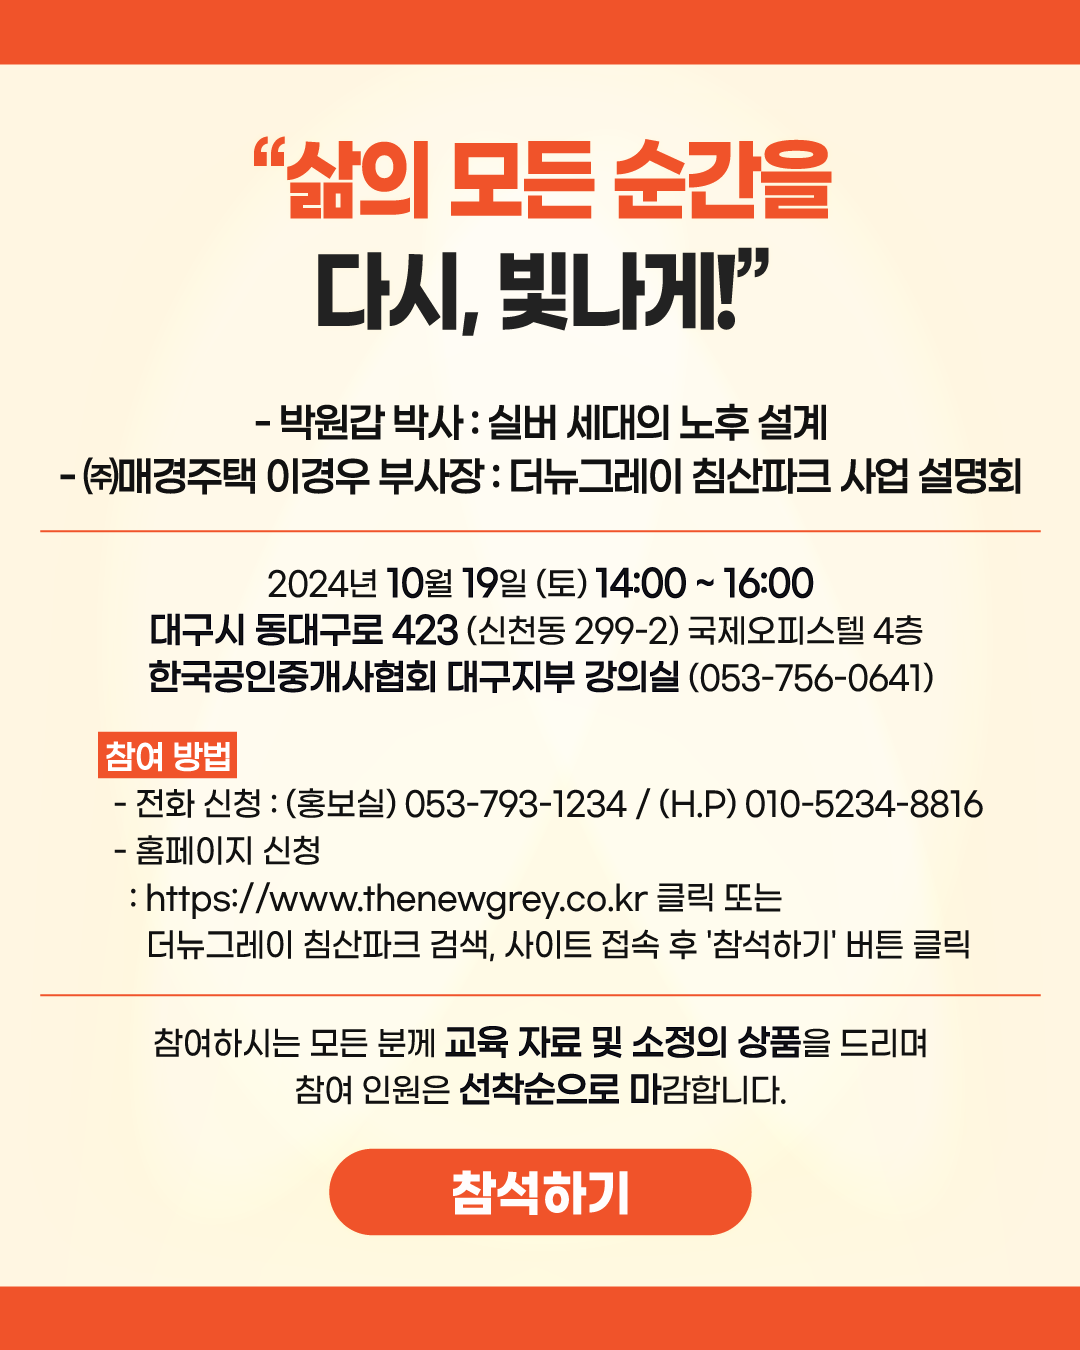 “삶의 모든 순간을
다시, 빛나게!”
- 박원갑 박사 : 실버 세대의 노후 설계
- ㈜매경주택 이경우 부사장 : 더뉴그레이 침산파크 사업 설명회
2024년 10월 19일 (토) 14:00 ~ 16:00
대구시 동대구로 423 (신천동 299-2) 국제오피스텔 4층
한국공인중개사협회 대구지부 강의실 (053-756-0641)
참여 방법
- 전화 신청 : (홍보실) 053-793-1234 / (H.P) 010-5234-8816
- 홈페이지 신청
: https://www.thenewgrey.co.kr 클릭 또는
더뉴그레이 침산파크 검색, 사이트 접속 후 '참석하기' 버튼 클릭
참여하시는 모든 분께 교육 자료 및 소정의 상품을 드리며
참여 인원은 선착순으로 마감합니다.
참석하기